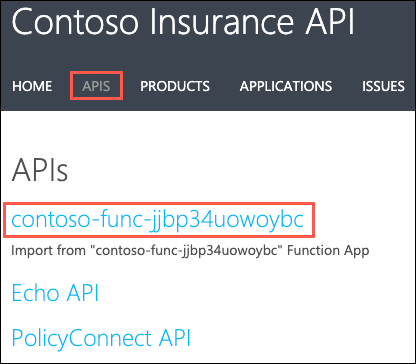 Contoso Insurance API
HOME APIS PRODUCTS APPLICATIONS ISSUES
APIs
contoso-func-jjbp34uowoybc
Import from "contoso-func-jjbp34uowoybc" Function App
Echo API
PolicyConnect API